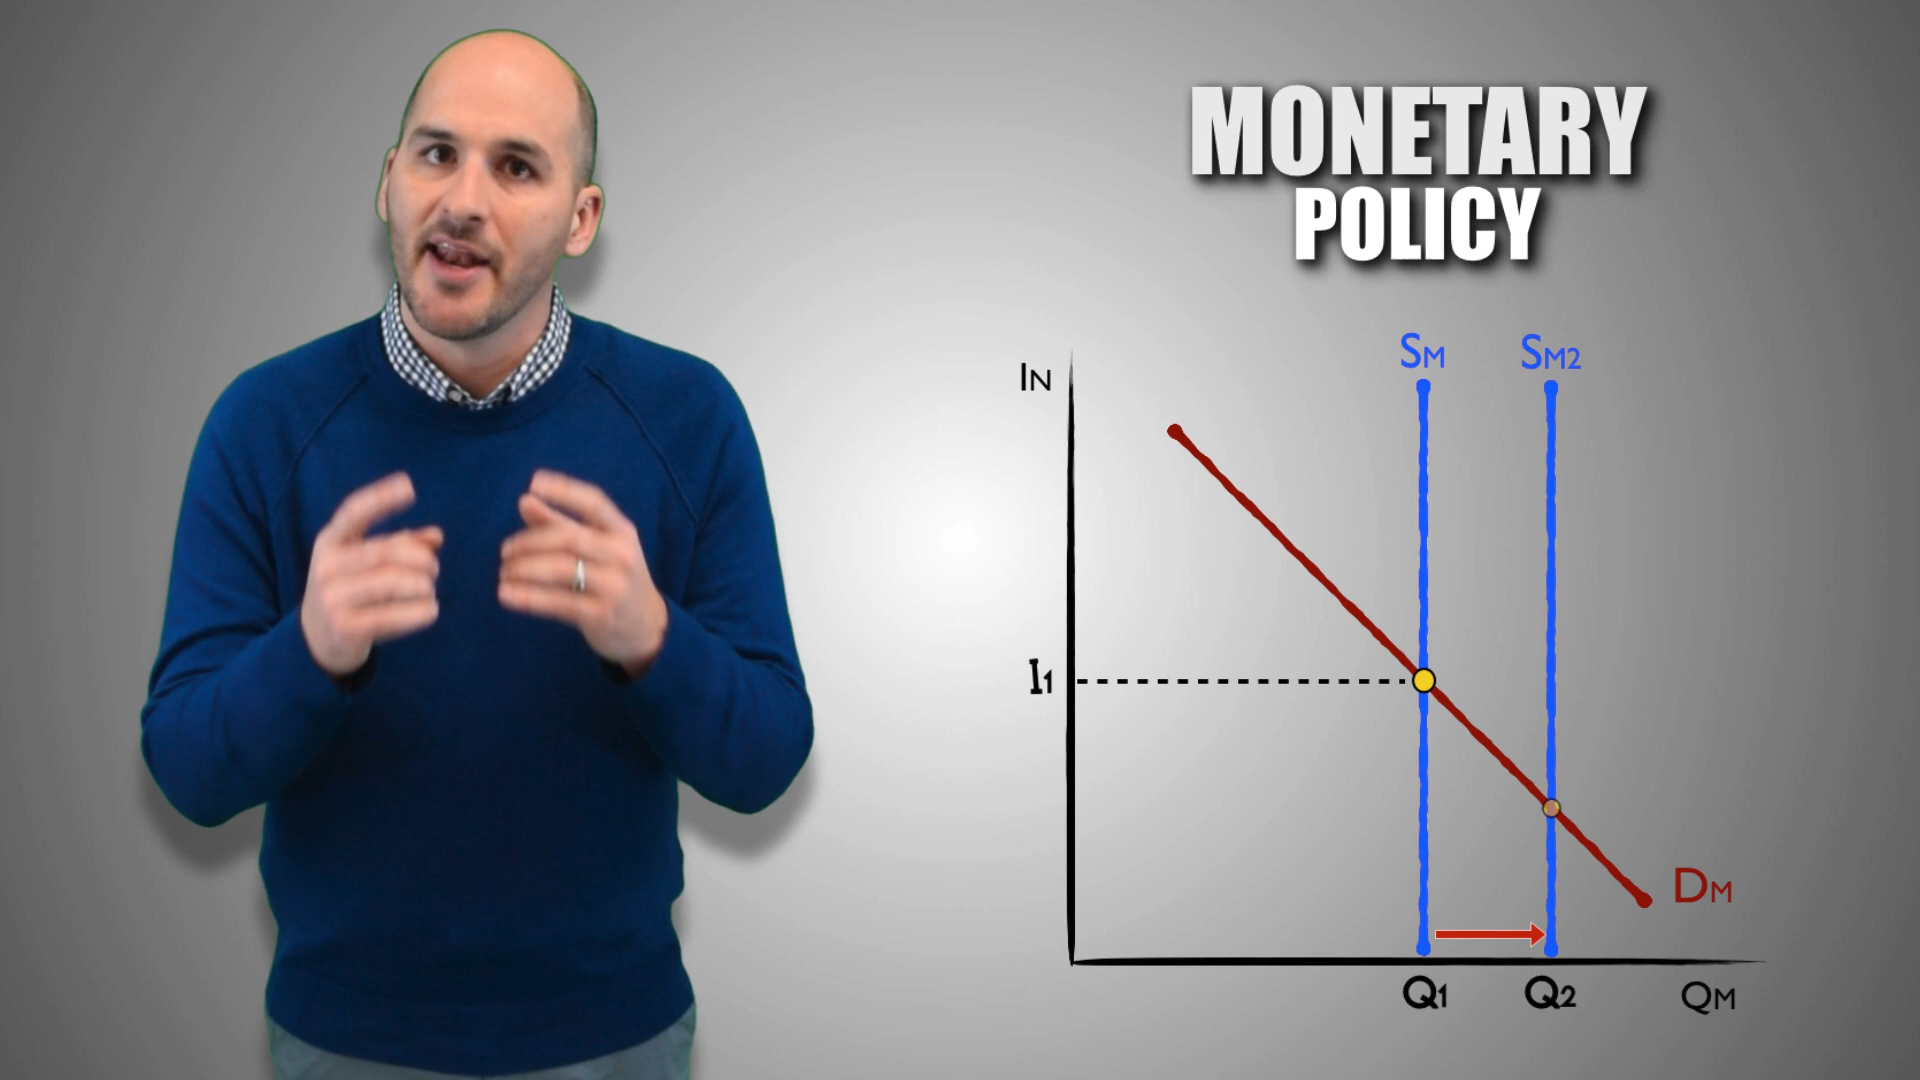 MONETARY
POLICY
SM SM2
IN
I1
DM
Q1 Q2 QM